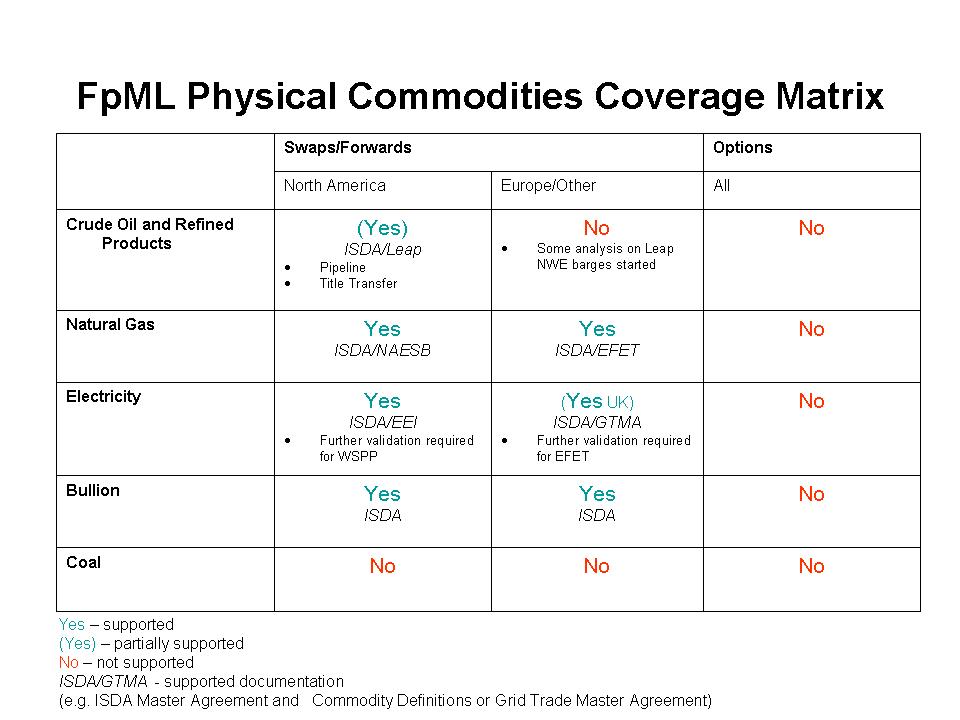 FpML Physical Commodities Coverage Matrix
Swaps/Forwards
Options
North America
Europe/Other
All
Crude Oil and Refined
Products
(Yes)
ISDA/Leap
• Pipeline
• Title Transfer
No
• Some analysis on Leap
NWE barges started
No
Natural Gas
Yes
ISDA/NAESB
Yes
ISDA/EFET
No
Electricity
Yes
ISDA/EEI
• Further validation required
for WSPP
(Yes UK)
ISDA/GTMA
• Further validation required
for EFET
No
Bullion
Yes
ISDA
Yes
ISDA
No
Coal
No
No
No
Yes – supported
(Yes) – partially supported
No – not supported
ISDA/GTMA - supported documentation
(e.g. ISDA Master Agreement and Commodity Definitions or Grid Trade Master Agreement)